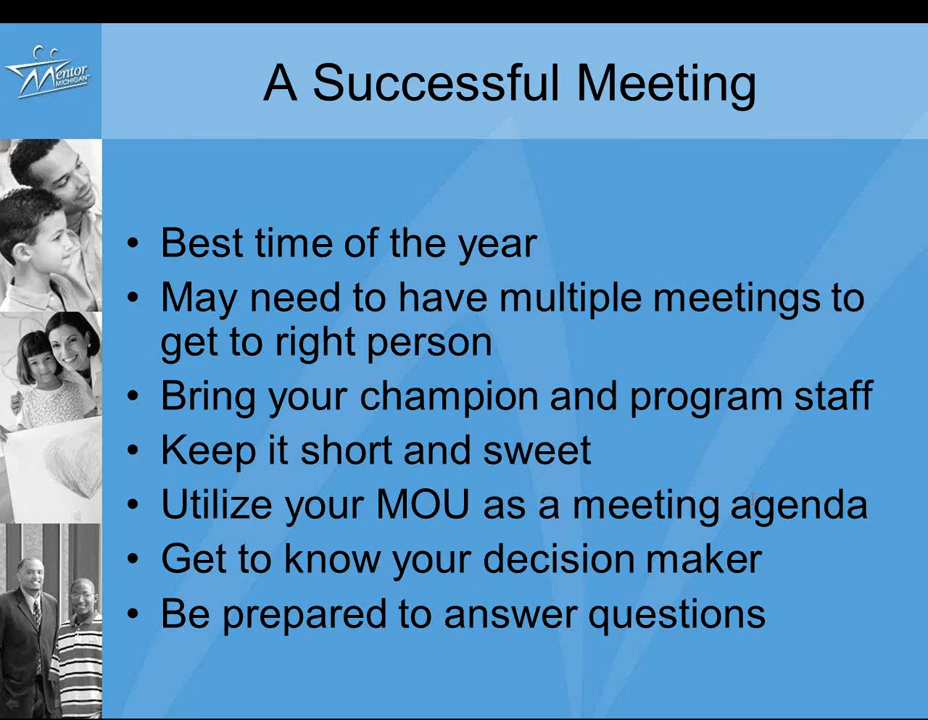 Mentor
MICHIGAN
A Successful Meeting
• Best time of the year
• May need to have multiple meetings to
get to right person
• Bring your champion and program staff
• Keep it short and sweet
• Utilize your MOU as a meeting agenda
• Get to know your decision maker
• Be prepared to answer questions